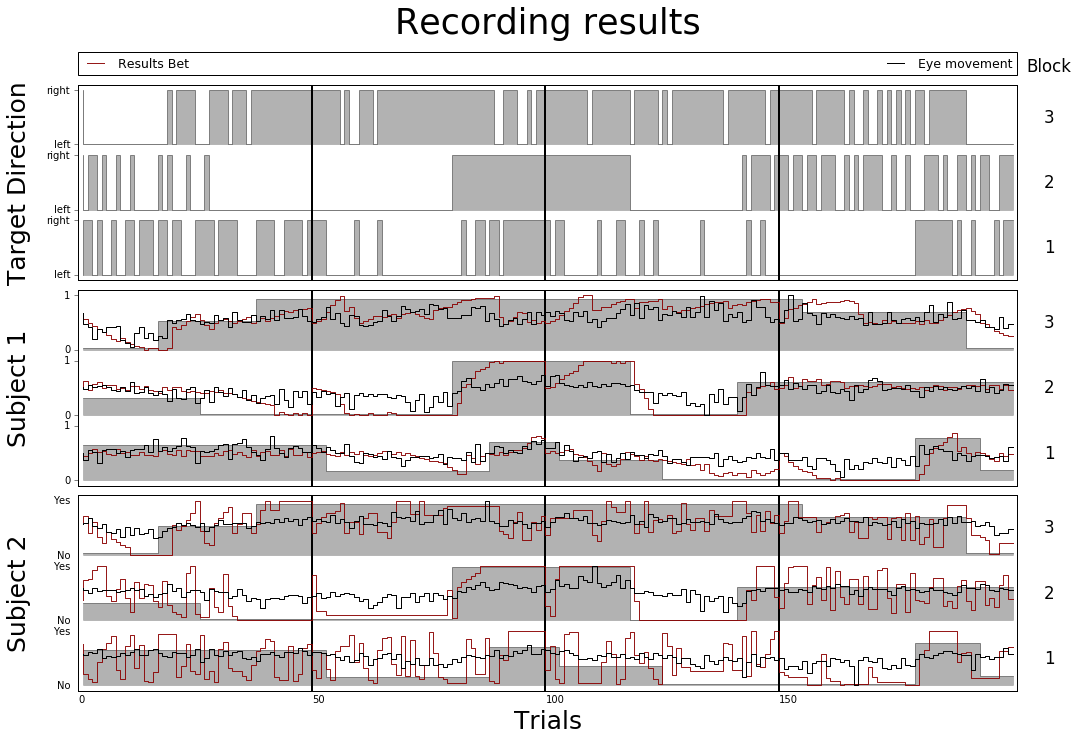 Recording results
Results Bet
Eye movement
Block
Target Direction
right
left
3
right
left
2
right
left
1
Subject 1
1
0
3
1
0
2
1
0
1
Subject 2
Yes
No
3
Yes
No
2
Yes
No
1
0 50 100 150
Trials